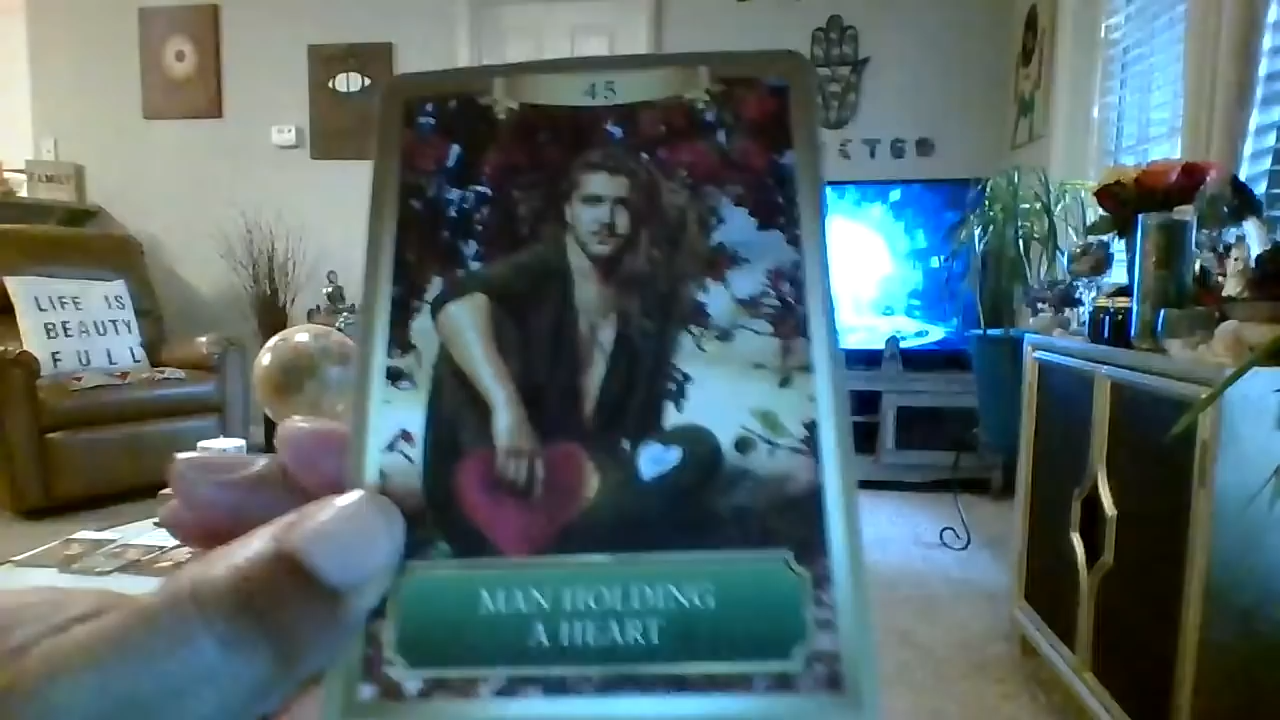 45
FAMILY
LIFE IS
BEAUTY
FULL
MAN HOLDING
A HEART